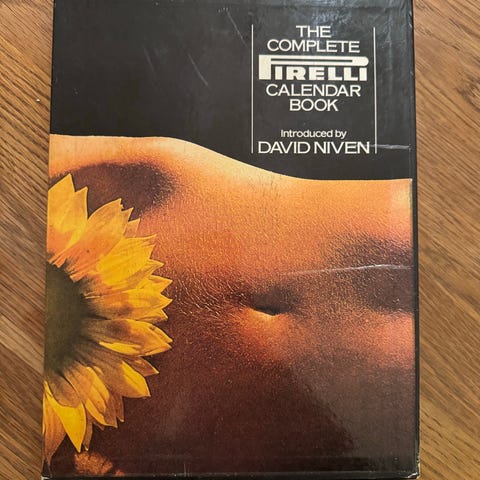 THE
COMPLETE
PIRELLI
CALENDAR
BOOK
Introduced by
DAVID NIVEN